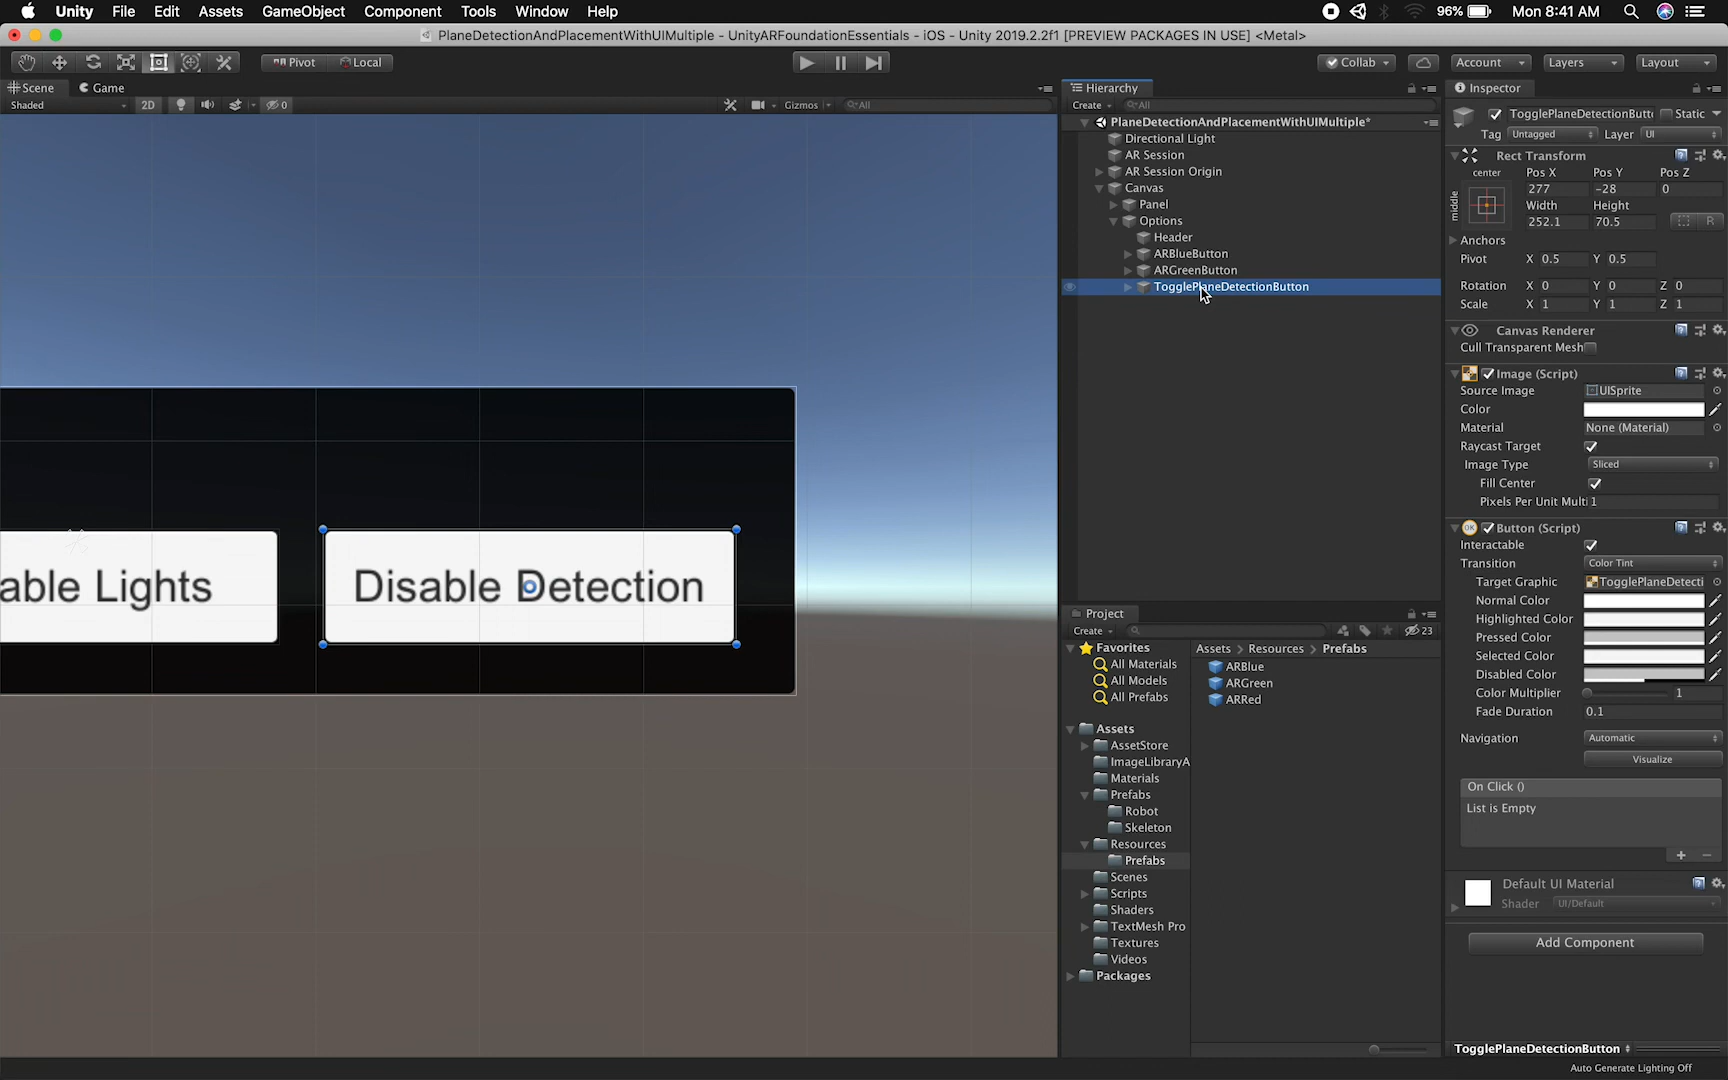 Unity File Edit Assets GameObject Component Tools Window Help 96% Mon 8:41 AM
PlaneDetectionAndPlacementWithUIMultiple - UnityARFoundationEssentials - iOS - Unity 2019.2.2f1 [PREVIEW PACKAGES IN USE] <Metal>
Pivot Local Collab Account Layers Layout
Scene Game
Shaded 2D 0 Gizmos All
able Lights
Disable Detection
Hierarchy
Create All
PlaneDetectionAndPlacementWithUIMultiple*
Directional Light
AR Session
AR Session Origin
Canvas
Panel
Options
Header
ARBlueButton
ARGreenButton
TogglePlaneDetectionButton
Project
Create 23
Favorites
All Materials
All Models
All Prefabs
Assets
AssetStore
ImageLibraryA
Materials
Prefabs
Robot
Skeleton
Resources
Prefabs
Scenes
Scripts
Shaders
TextMesh Pro
Textures
Videos
Packages
Assets > Resources > Prefabs
ARBlue
ARGreen
ARRed
Inspector
TogglePlaneDetectionButt Static
Tag Untagged Layer UI
Rect Transform
center Pos X Pos Y Pos Z
middle 277 -28 0
Width Height
252.1 70.5 R
Anchors
Pivot X 0.5 Y 0.5
Rotation X 0 Y 0 Z 0
Scale X 1 Y 1 Z 1
Canvas Renderer
Cull Transparent Mesh
Image (Script)
Source Image UISprite
Color
Material None (Material)
Raycast Target
Image Type Sliced
Fill Center
Pixels Per Unit Multi 1
OK Button (Script)
Interactable
Transition Color Tint
Target Graphic TogglePlaneDetecti
Normal Color
Highlighted Color
Pressed Color
Selected Color
Disabled Color
Color Multiplier 1
Fade Duration 0.1
Navigation Automatic
Visualize
On Click ()
List is Empty
+ −
Default UI Material
Shader UI/Default
Add Component
TogglePlaneDetectionButton
Auto Generate Lighting Off